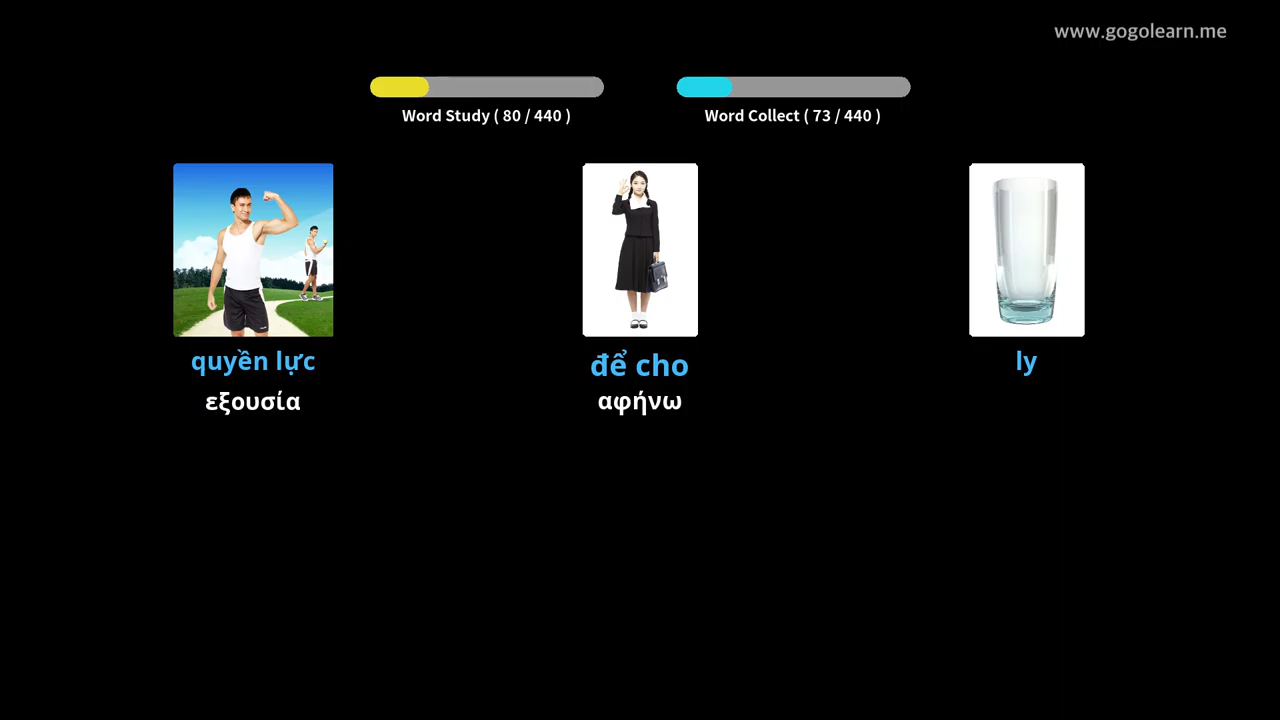 www.gogolearn.me
Word Study ( 80 / 440 )
Word Collect ( 73 / 440 )
quyền lực
để cho
ly
εξουσία
αφήνω